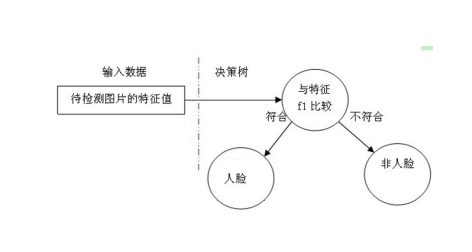 输入数据
决策树
待检测图片的特征值
与特征
f1 比较
符合
不符合
人脸
非人脸